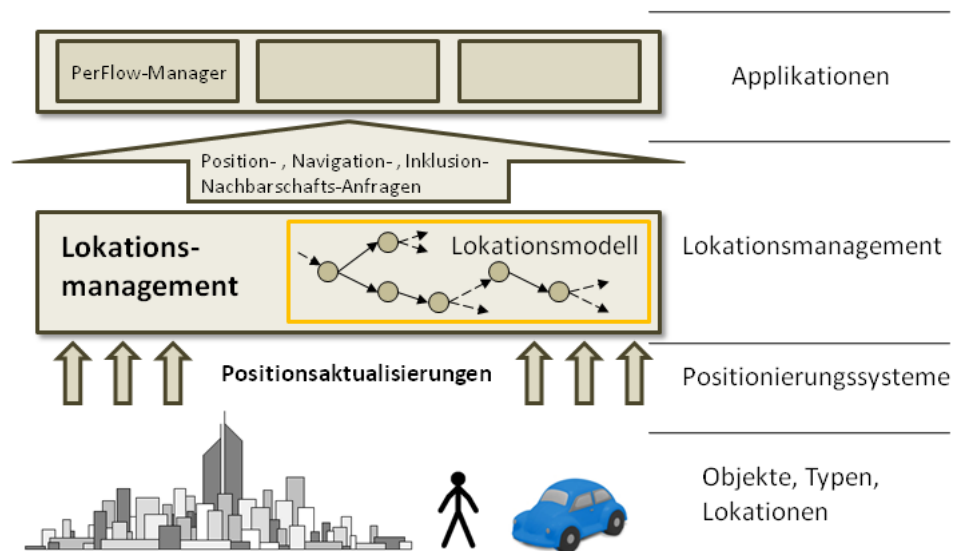 PerFlow-Manager
Applikationen
Position- , Navigation- , Inklusion-
Nachbarschafts-Anfragen
Lokations-
management
Lokationsmodell
Lokationsmanagement
Positionsaktualisierungen
Positionierungssysteme
Objekte, Typen,
Lokationen